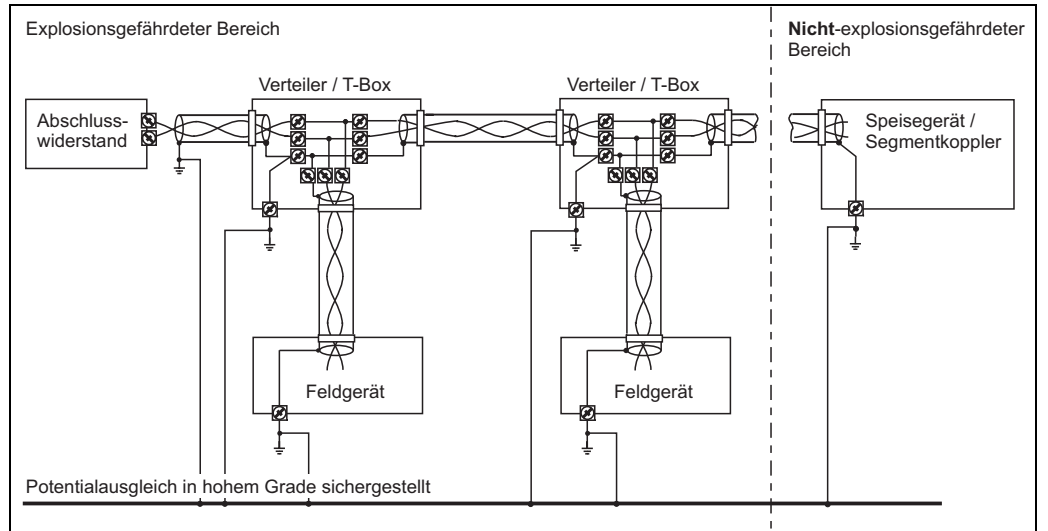 Explosionsgefährdeter Bereich
Nicht-explosionsgefährdeter
Bereich
Verteiler / T-Box
Verteiler / T-Box
Abschluss-
widerstand
Speisegerät /
Segmentkoppler
Feldgerät
Feldgerät
Potentialausgleich in hohem Grade sichergestellt